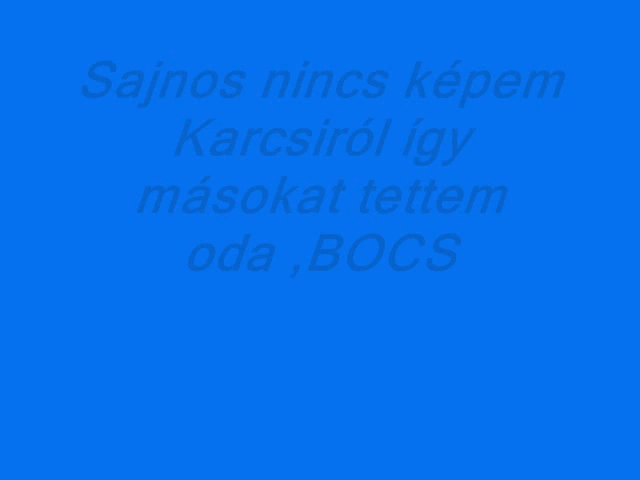 Sajnos nincs képem
Karcsiról így
másokat tettem
oda ,BOCS